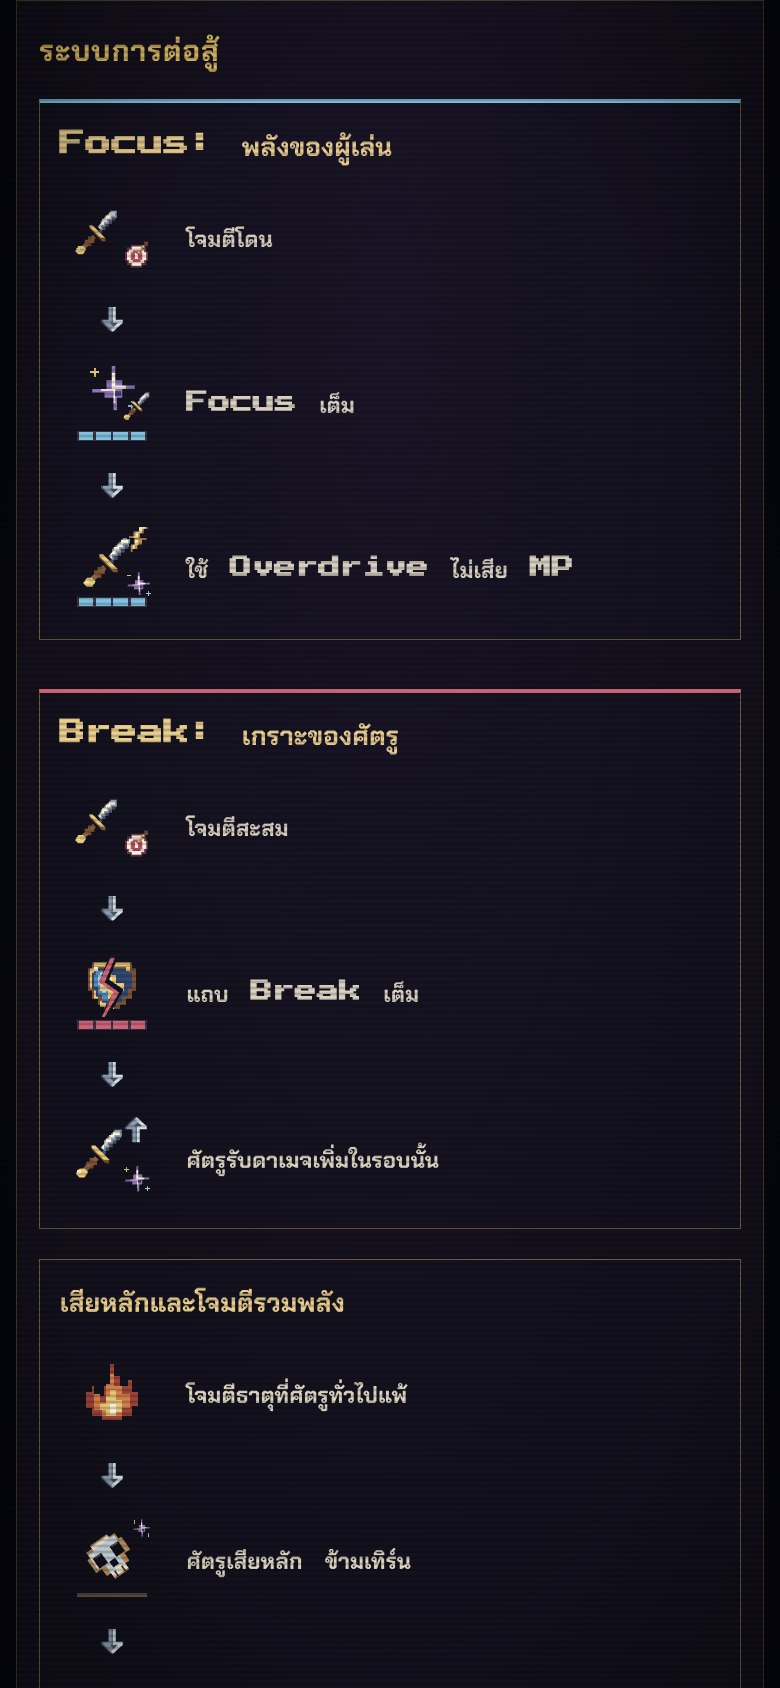 ระบบการต่อสู้
Focus: พลังของผู้เล่น
โจมตีโดน
Focus เต็ม
ใช้ Overdrive ไม่เสีย MP
Break: เกราะของศัตรู
โจมตีสะสม
แถบ Break เต็ม
ศัตรูรับดาเมจเพิ่มในรอบนั้น
เสียหลักและโจมตีรวมพลัง
โจมตีธาตุที่ศัตรูทั่วไปแพ้
ศัตรูเสียหลัก ข้ามเทิร์น